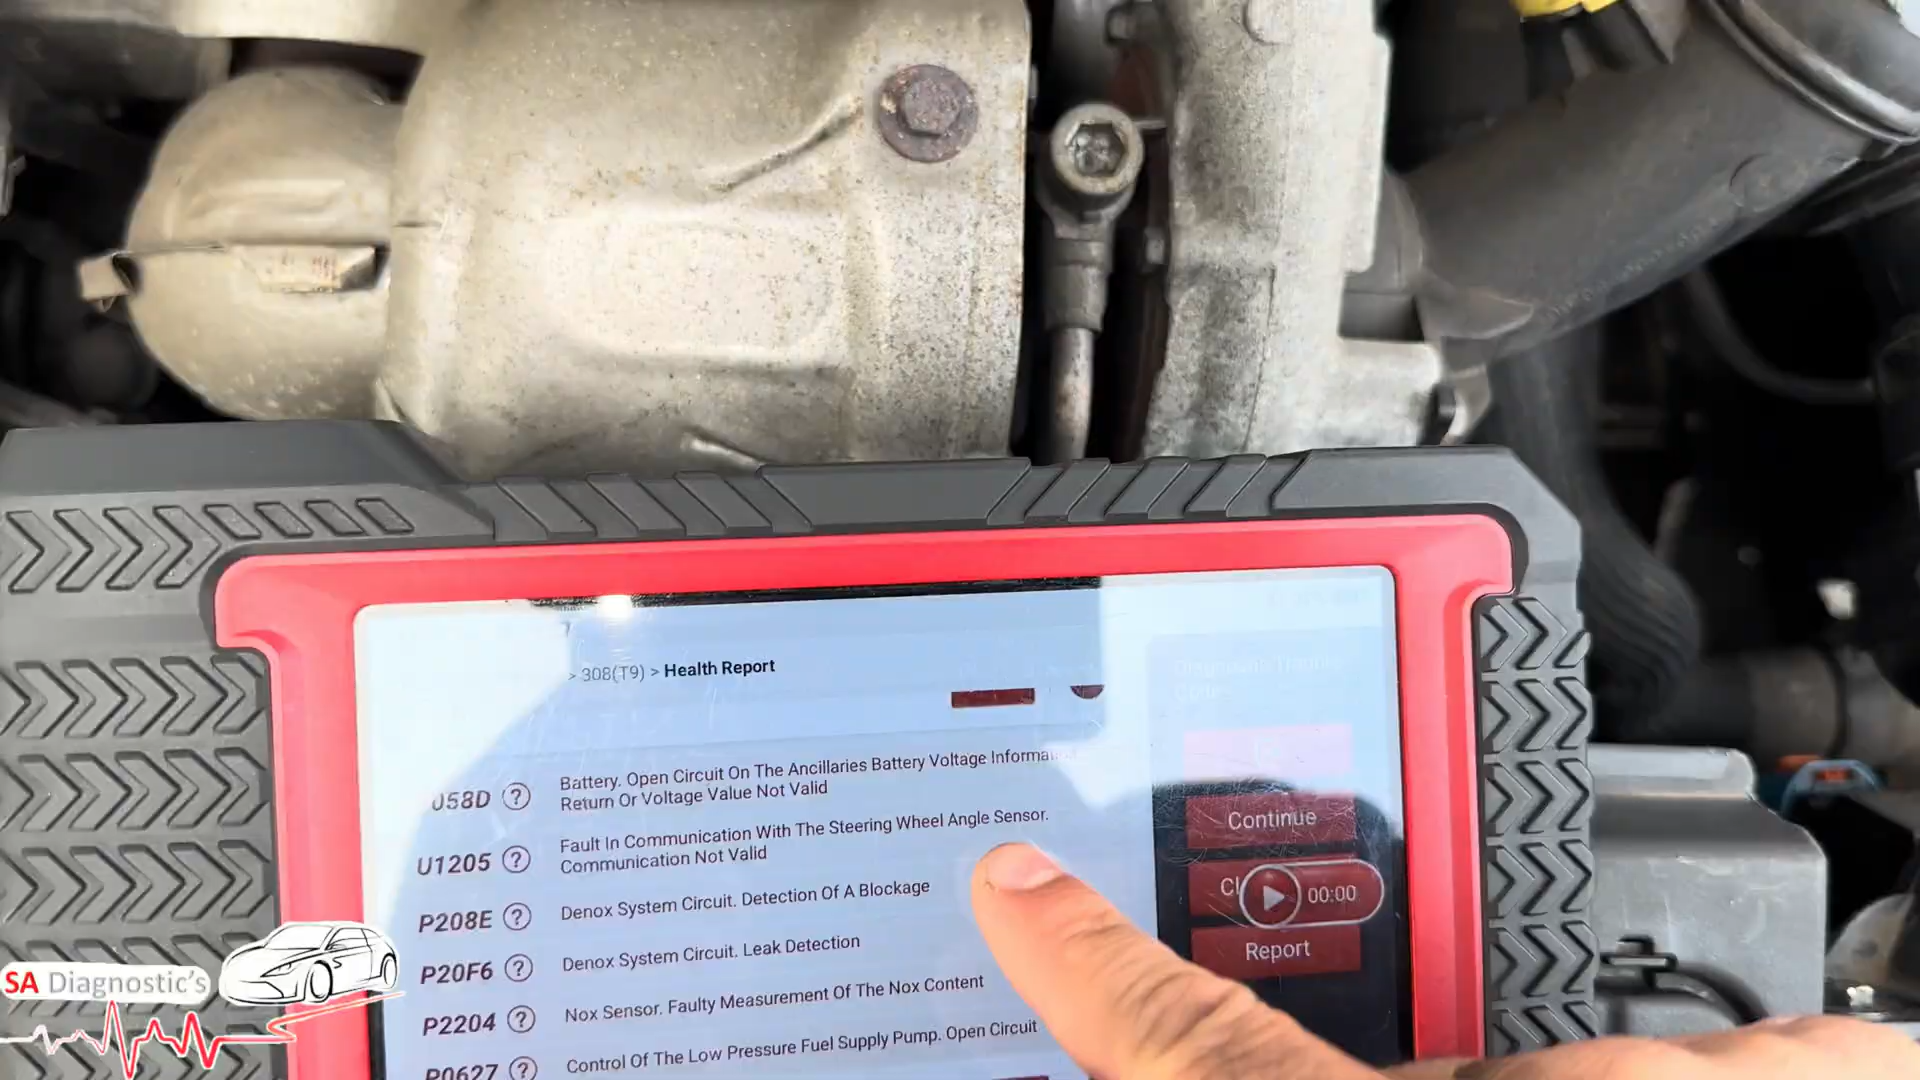 > 308(T9) > Health Report
Battery. Open Circuit On The Ancillaries Battery Voltage
Return Or Voltage Value Not Valid
U1205 ?
Fault In Communication With The Steering Wheel Angle Sensor.
Communication Not Valid
P208E ?
Denox System Circuit. Detection Of A Blockage
P20F6 ?
Denox System Circuit. Leak Detection
P2204 ?
Nox Sensor. Faulty Measurement Of The Nox Content
P0627 ?
Control Of The Low Pressure Fuel Supply Pump. Open Circuit
Continue
00:00
Report
SA Diagnostic's